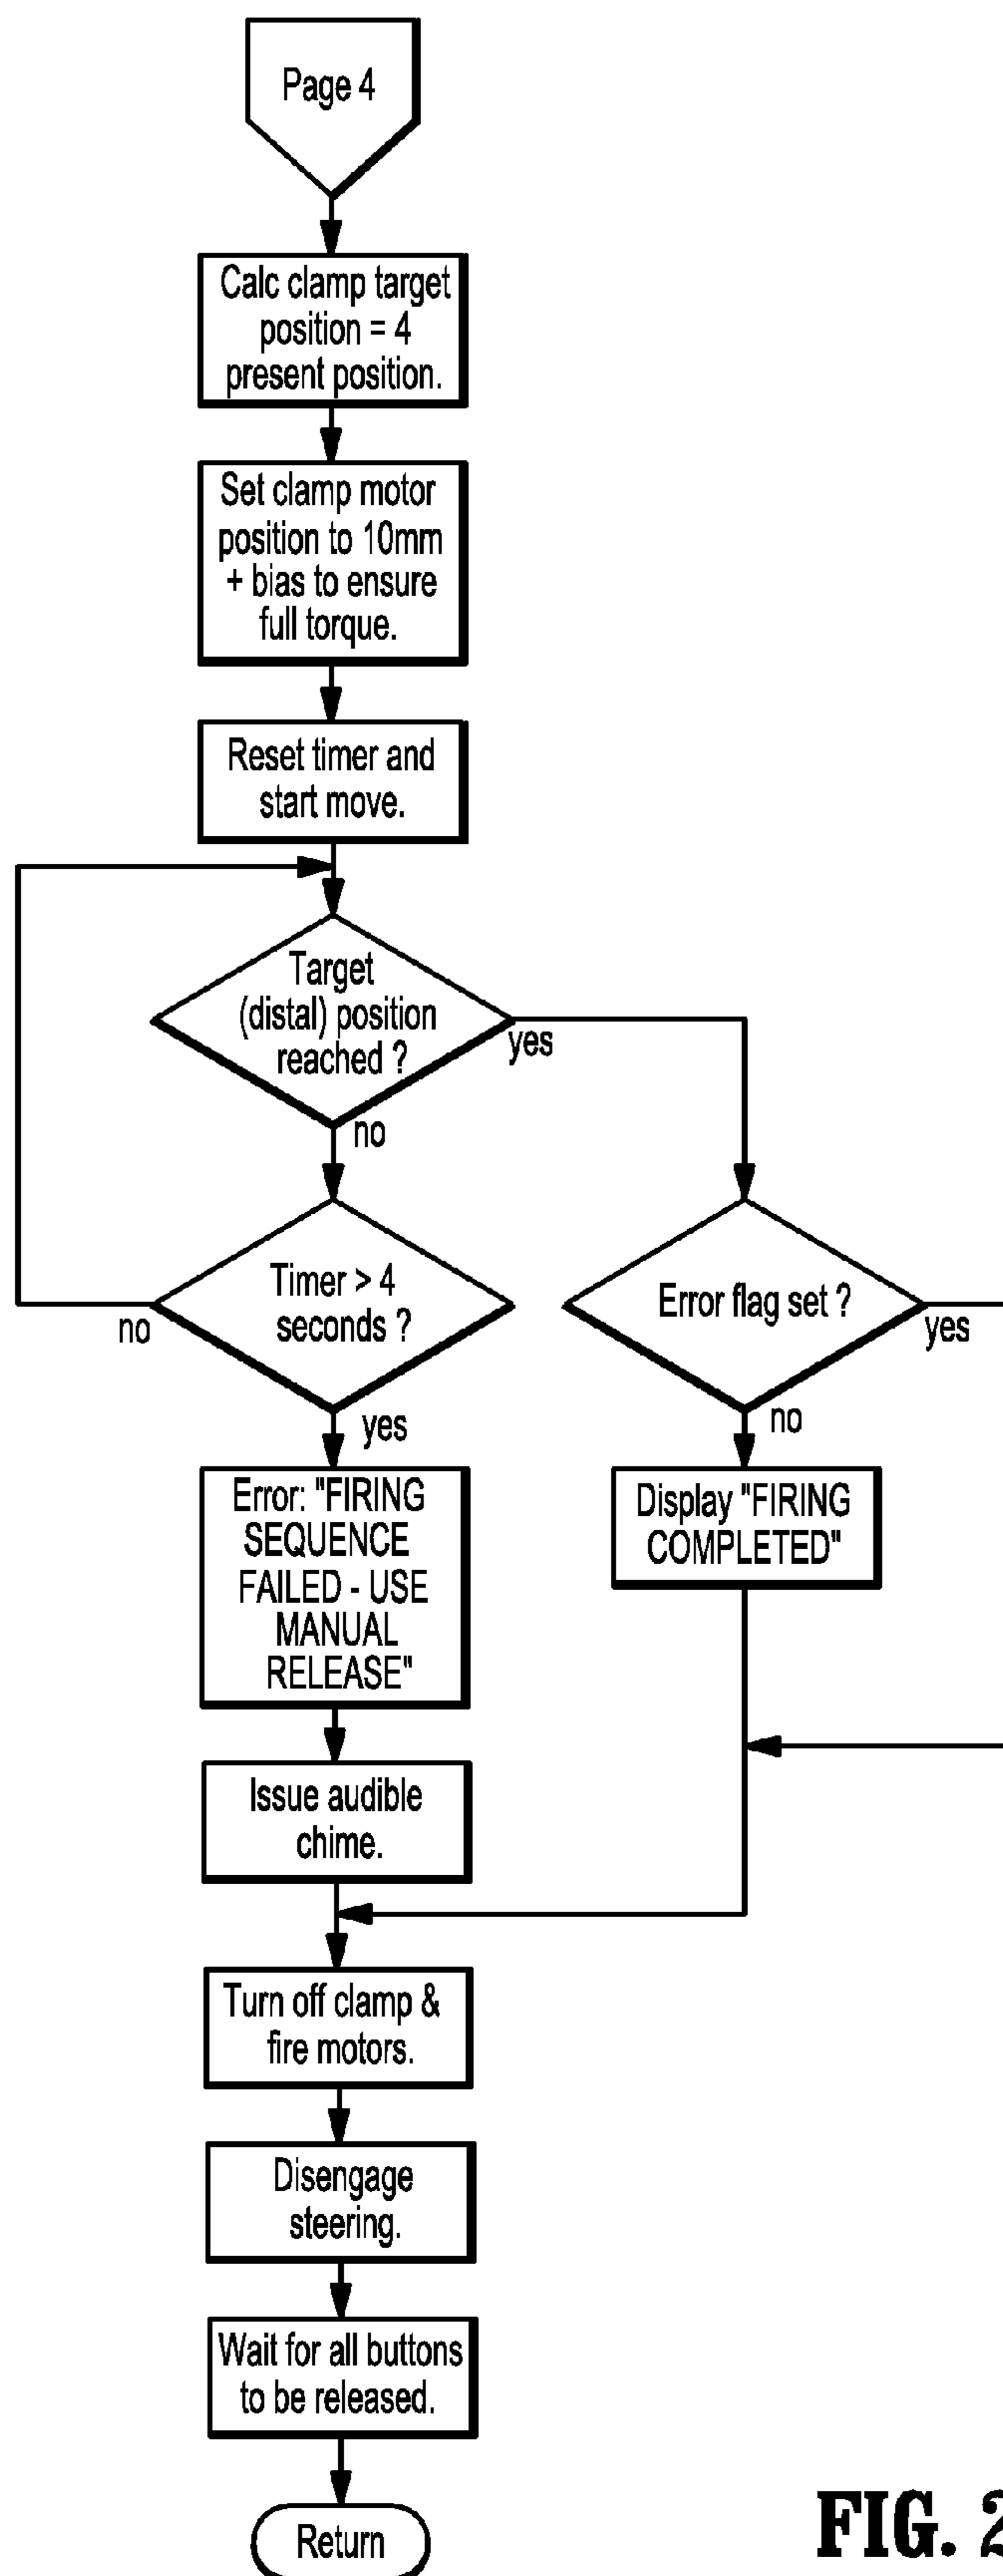 Page 4
Calc clamp target
position = 4
present position.
Set clamp motor
position to 10mm
+ bias to ensure
full torque.
Reset timer and
start move.
Target
(distal) position
reached ?
yes
no
Timer > 4
seconds ?
no
yes
Error flag set ?
yes
no
Error: "FIRING
SEQUENCE
FAILED - USE
MANUAL
RELEASE"
Display "FIRING
COMPLETED"
Issue audible
chime.
Turn off clamp &
fire motors.
Disengage
steering.
Wait for all buttons
to be released.
Return
FIG. 2